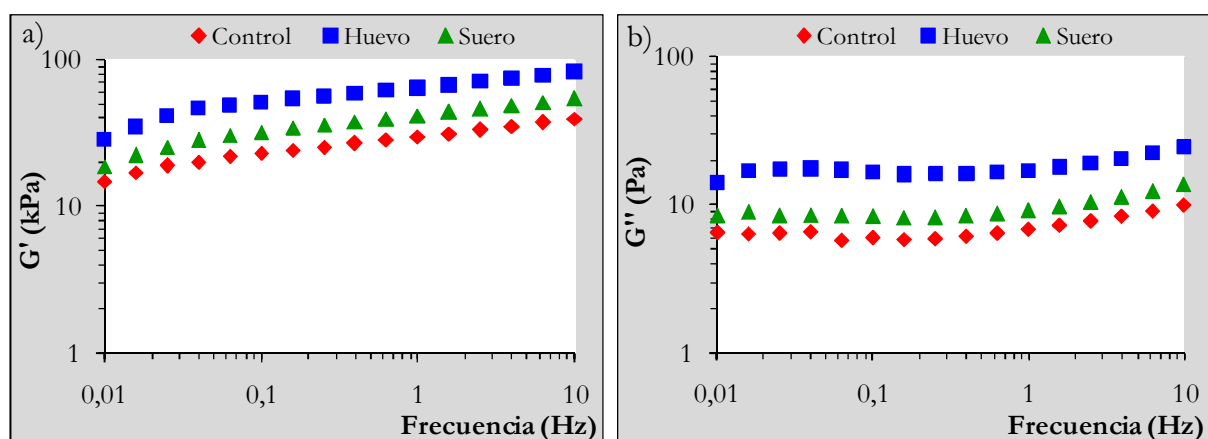 a)
Control Huevo Suero
100
10
1
G' (kPa)
0,01 0,1 1 10
Frecuencia (Hz)
b)
Control Huevo Suero
100
10
1
G'' (Pa)
0,01 0,1 1 10
Frecuencia (Hz)